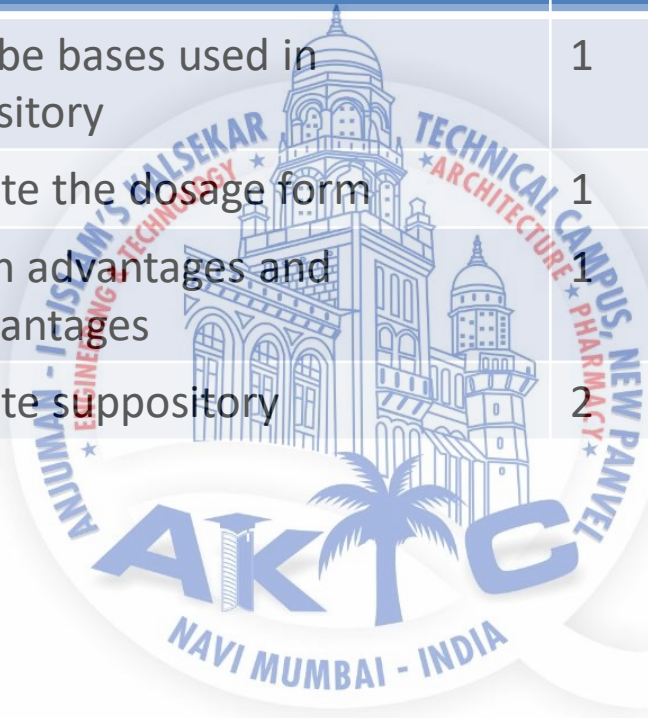 be bases used in 1
sitory
te the dosage form 1
n advantages and 1
antages
te suppository 2
ANJUMAN - I - ISLAM'S KALSEKAR TECHNICAL CAMPUS, NEW PANVEL
ENGINEERING & TECHNOLOGY * ARCHITECTURE * PHARMACY
AKTC
NAVI MUMBAI - INDIA